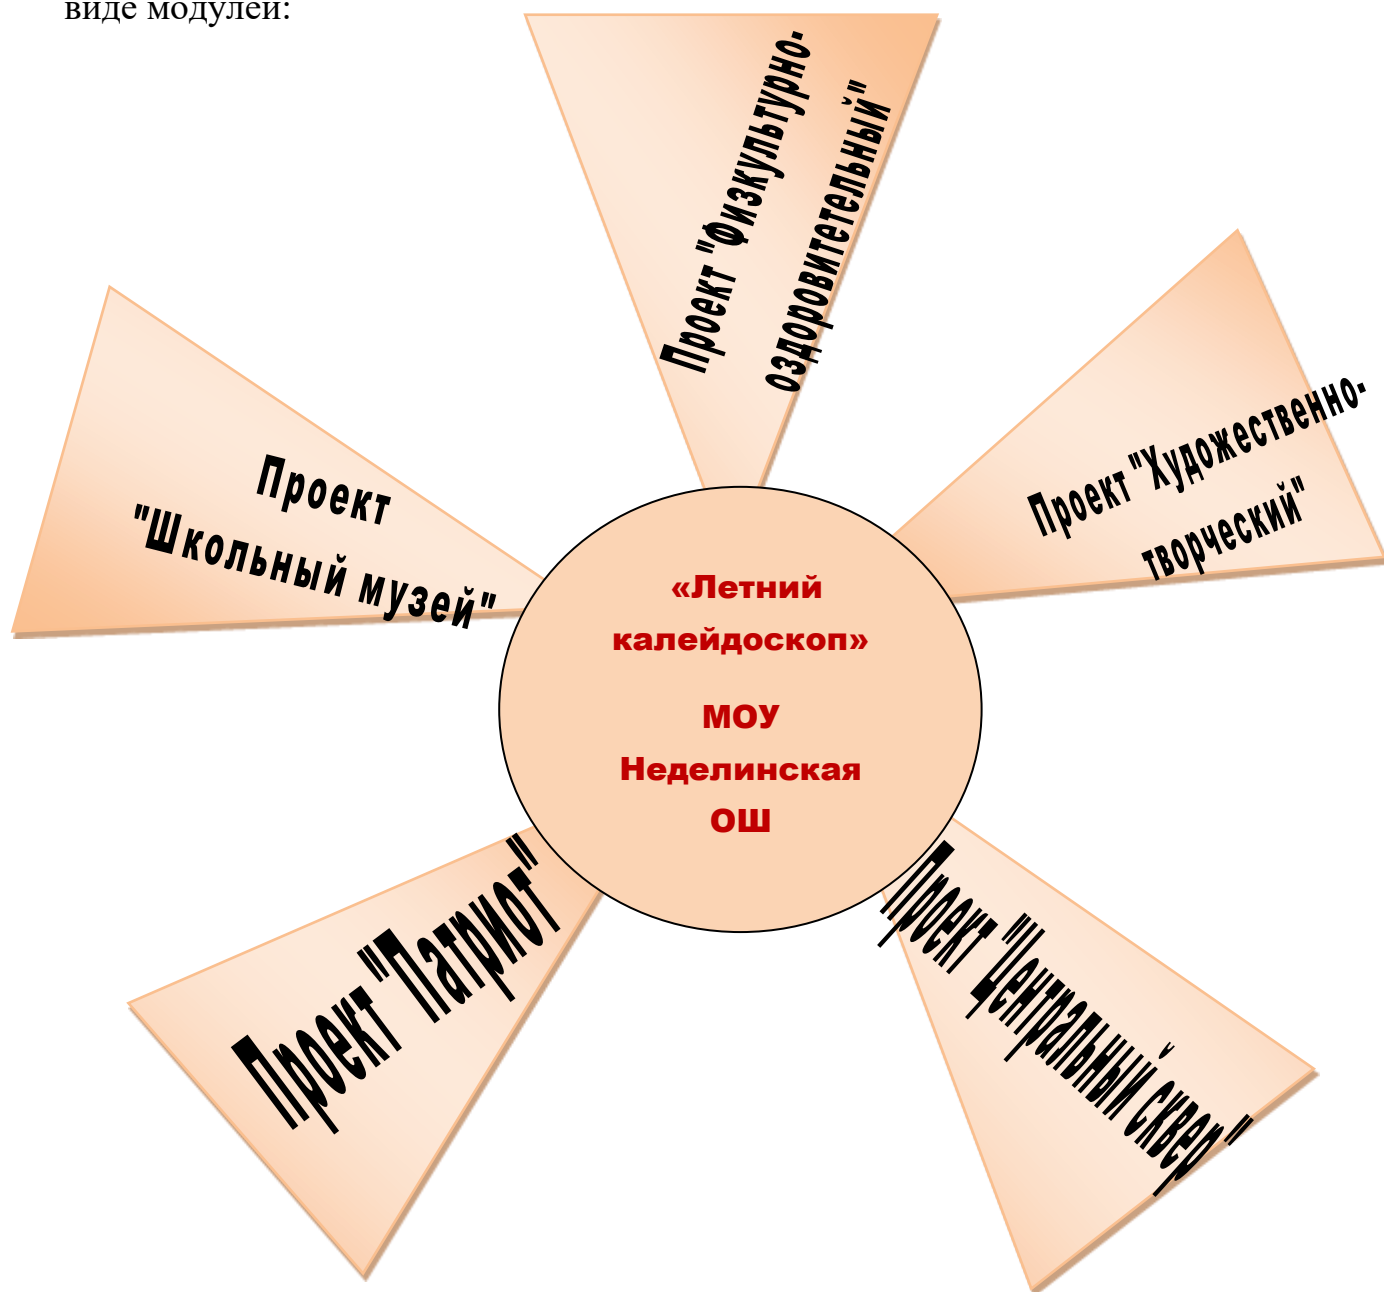 виде модулей:
Проект "Физкультурно-
оздоровитетельный"
Проект "Художественно-
творческий"
Проект
"Школьный музей"
«Летний
калейдоскоп»
МОУ
Неделинская
ОШ
Проект "Патриот"
Проект "Центральный сквер"